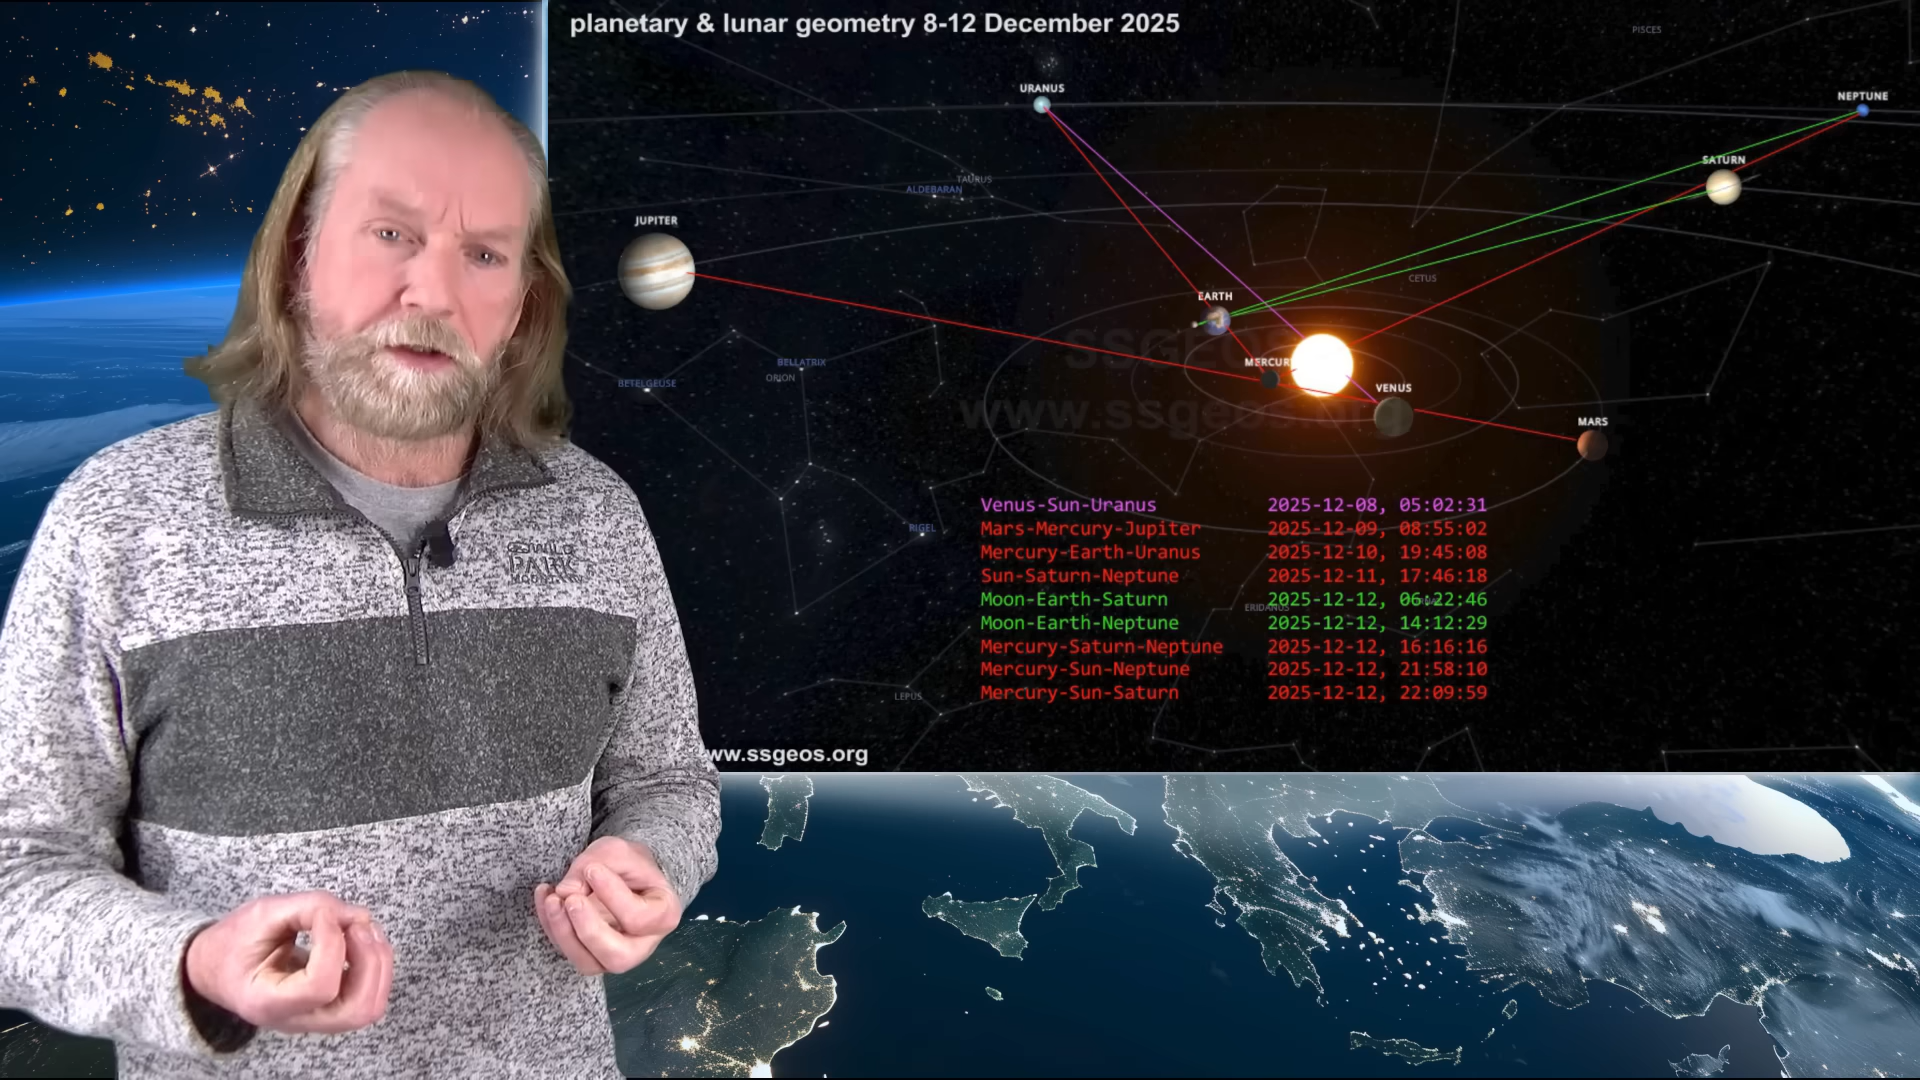 planetary & lunar geometry 8-12 December 2025
PISCES
URANUS
NEPTUNE
SATURN
TAURUS
ALDEBARAN
JUPITER
CETUS
EARTH
SSGEOS
MERCURY
BELLATRIX
ORION
BETELGEUSE
VENUS
www.ssgeos.org
MARS
Venus-Sun-Uranus 2025-12-08, 05:02:31
Mars-Mercury-Jupiter 2025-12-09, 08:55:02
RIGEL
Mercury-Earth-Uranus 2025-12-10, 19:45:08
Sun-Saturn-Neptune 2025-12-11, 17:46:18
Moon-Earth-Saturn 2025-12-12, 06:22:46
ERIDANUS
Moon-Earth-Neptune 2025-12-12, 14:12:29
Mercury-Saturn-Neptune 2025-12-12, 16:16:16
Mercury-Sun-Neptune 2025-12-12, 21:58:10
Mercury-Sun-Saturn 2025-12-12, 22:09:59
LEPUS
ww.ssgeos.org
PARK